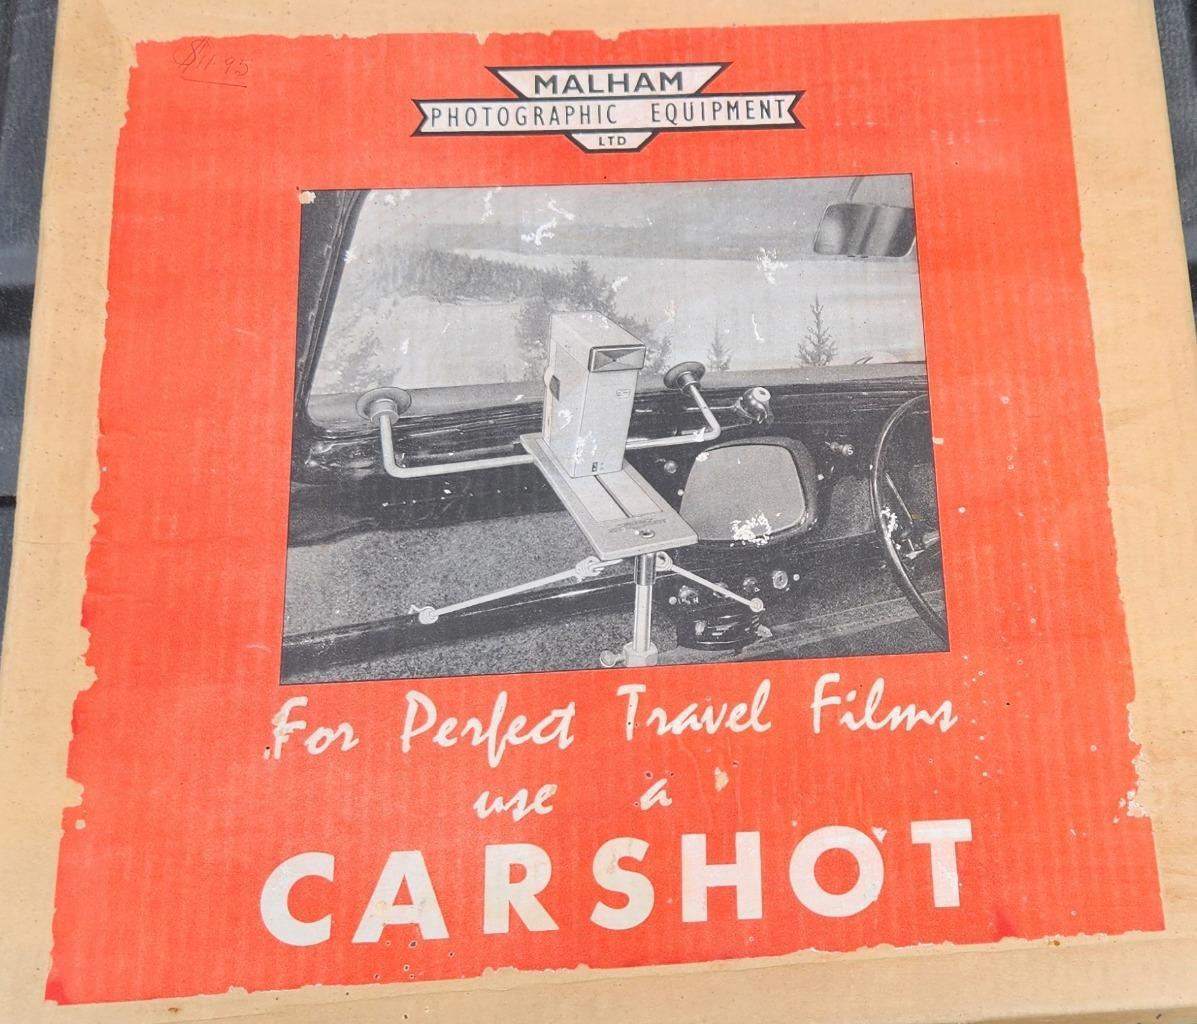 $11.95
MALHAM
PHOTOGRAPHIC EQUIPMENT
LTD
For Perfect Travel Films
use a
CARSHOT